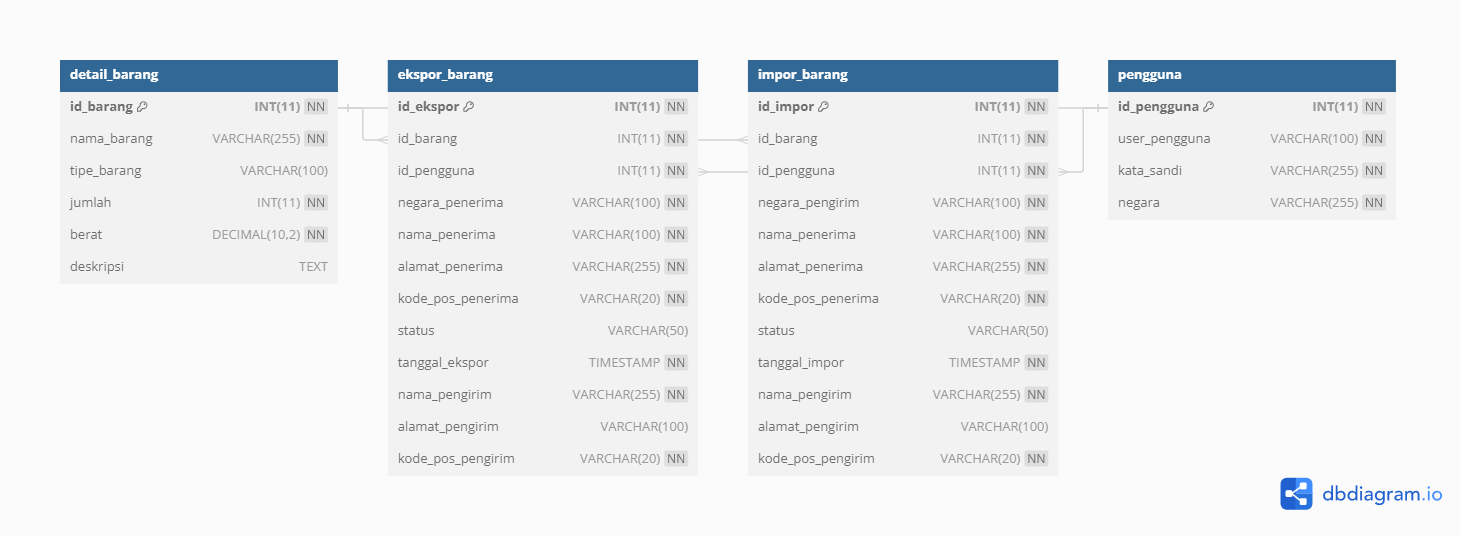 detail_barang
id_barang INT(11) NN
nama_barang VARCHAR(255) NN
tipe_barang VARCHAR(100)
jumlah INT(11) NN
berat DECIMAL(10,2) NN
deskripsi TEXT
ekspor_barang
id_ekspor INT(11) NN
id_barang INT(11) NN
id_pengguna INT(11) NN
negara_penerima VARCHAR(100) NN
nama_penerima VARCHAR(100) NN
alamat_penerima VARCHAR(255) NN
kode_pos_penerima VARCHAR(20) NN
status VARCHAR(50)
tanggal_ekspor TIMESTAMP NN
nama_pengirim VARCHAR(255) NN
alamat_pengirim VARCHAR(100)
kode_pos_pengirim VARCHAR(20) NN
impor_barang
id_impor INT(11) NN
id_barang INT(11) NN
id_pengguna INT(11) NN
negara_pengirim VARCHAR(100) NN
nama_penerima VARCHAR(100) NN
alamat_penerima VARCHAR(255) NN
kode_pos_penerima VARCHAR(20) NN
status VARCHAR(50)
tanggal_impor TIMESTAMP NN
nama_pengirim VARCHAR(255) NN
alamat_pengirim VARCHAR(100)
kode_pos_pengirim VARCHAR(20) NN
pengguna
id_pengguna INT(11) NN
user_pengguna VARCHAR(100) NN
kata_sandi VARCHAR(255) NN
negara VARCHAR(255) NN
dbdiagram.io